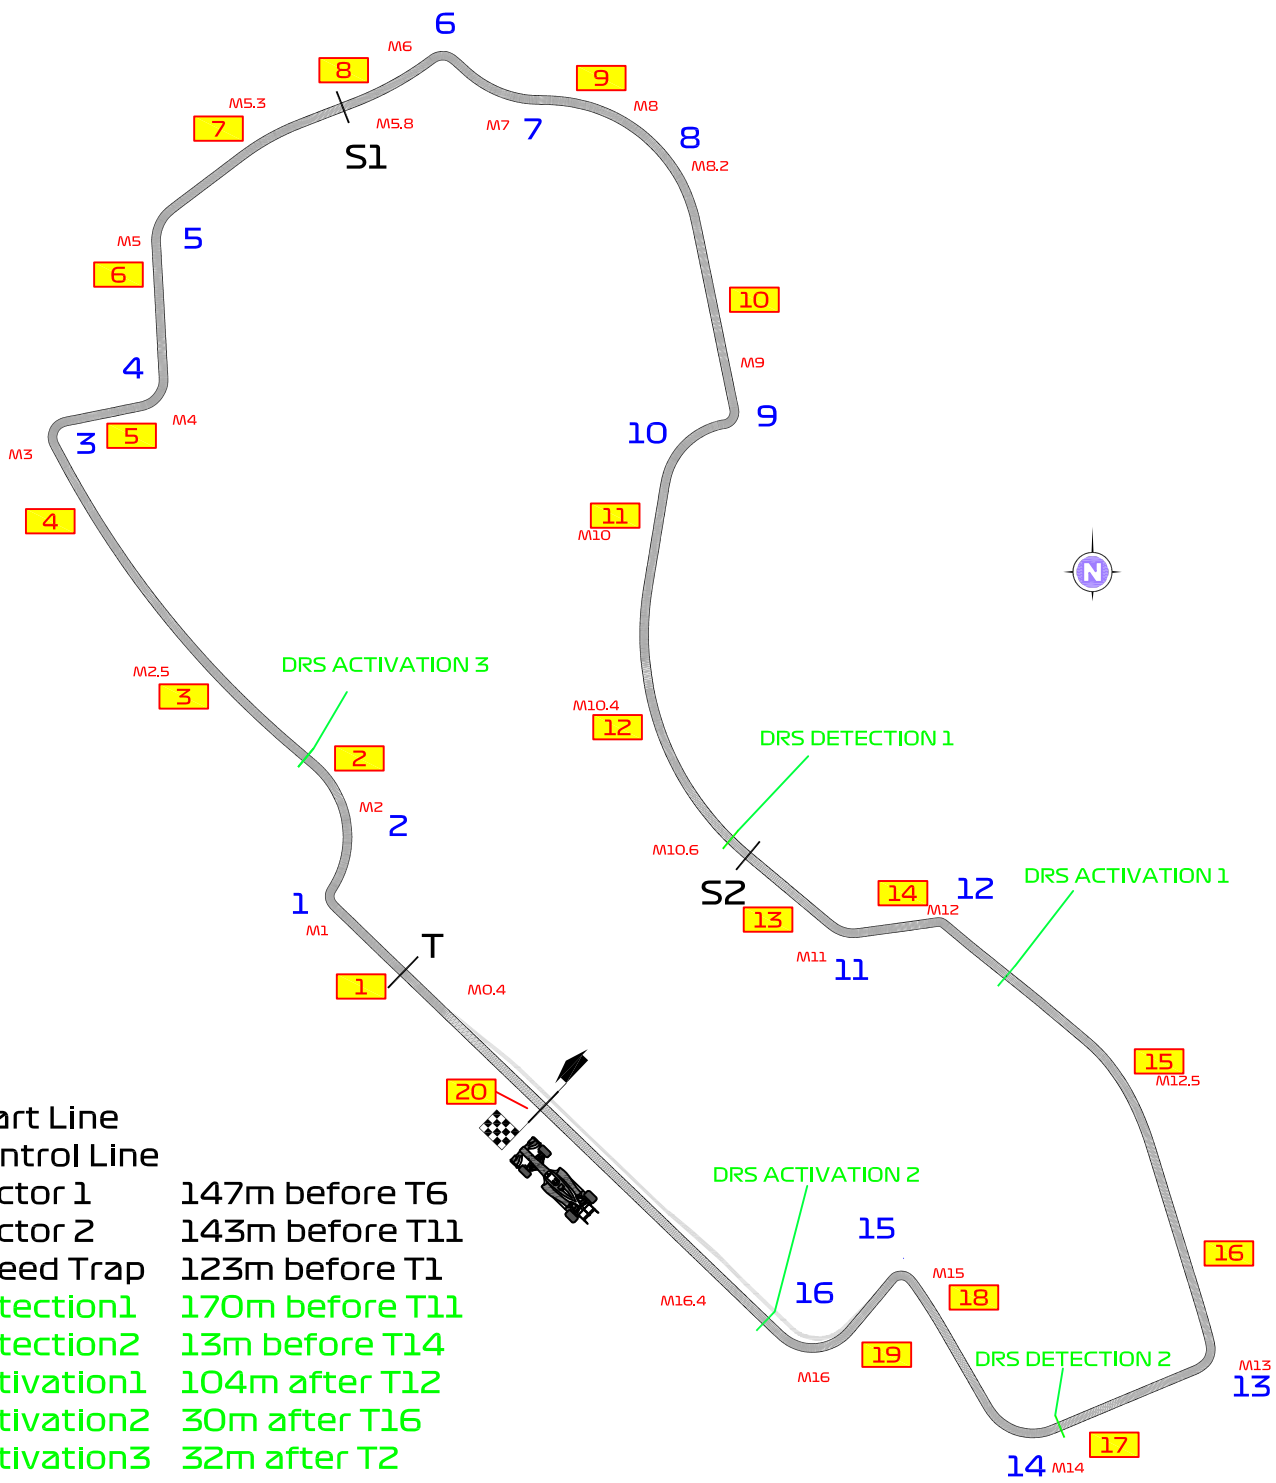 6
M6
8
9
M5.3
M8
7
M5.8
M7
7
8
S1
M8.2
5
M5
6
10
4
M9
M4
9
5
10
3
M3
11
4
M10
N
DRS ACTIVATION 3
M2.5
3
M10.4
12
DRS DETECTION 1
2
M2
2
M10.6
DRS ACTIVATION 1
12
14
S2
1
M12
13
M1
T
M11
11
1
M0.4
15
M12.5
20
art Line
ntrol Line
ctor 1 147m before T6
ctor 2 143m before T11
eed Trap 123m before T1
tection1 170m before T11
tection2 13m before T14
tivation1 104m after T12
tivation2 30m after T16
tivation3 32m after T2
DRS ACTIVATION 2
15
16
M15
16
18
M16.4
19
DRS DETECTION 2
M13
M16
13
17
14
M14